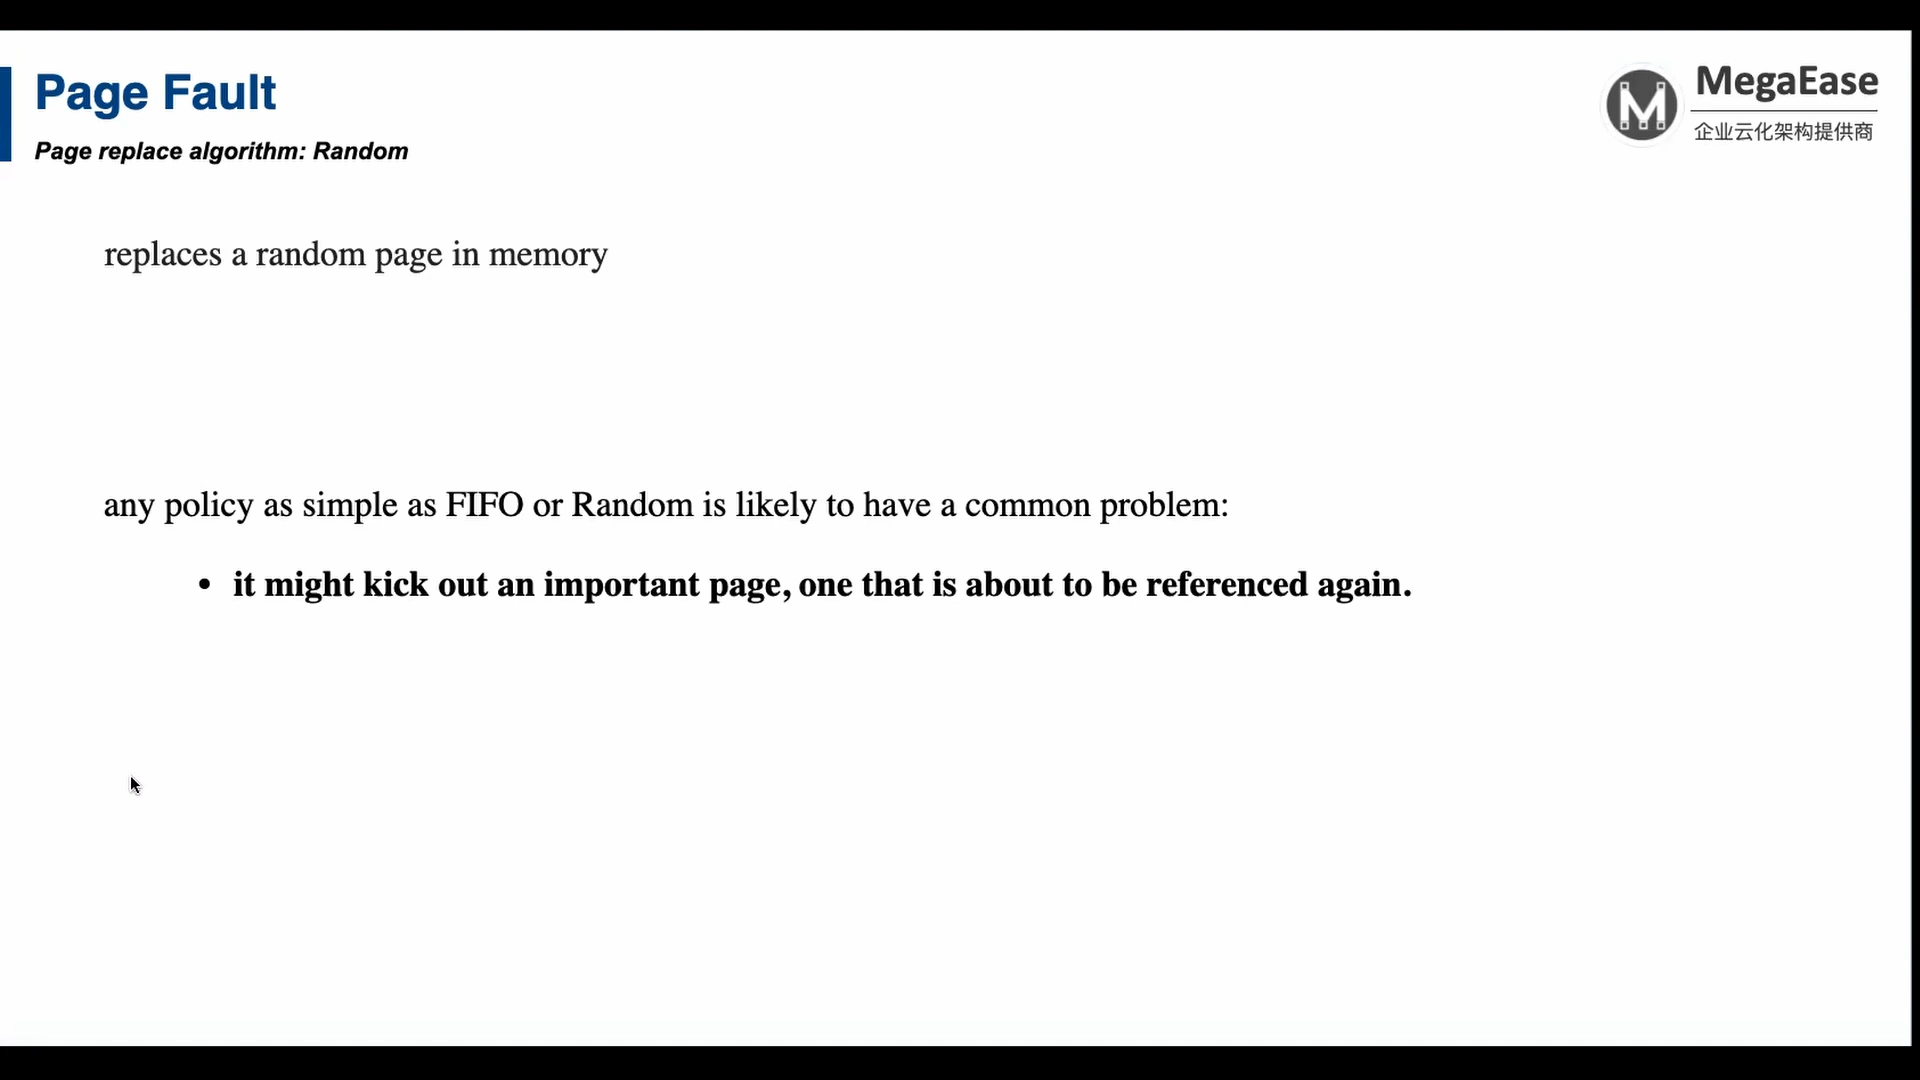 Page Fault
Page replace algorithm: Random
MegaEase
企业云化架构提供商
replaces a random page in memory
any policy as simple as FIFO or Random is likely to have a common problem:
• it might kick out an important page, one that is about to be referenced again.